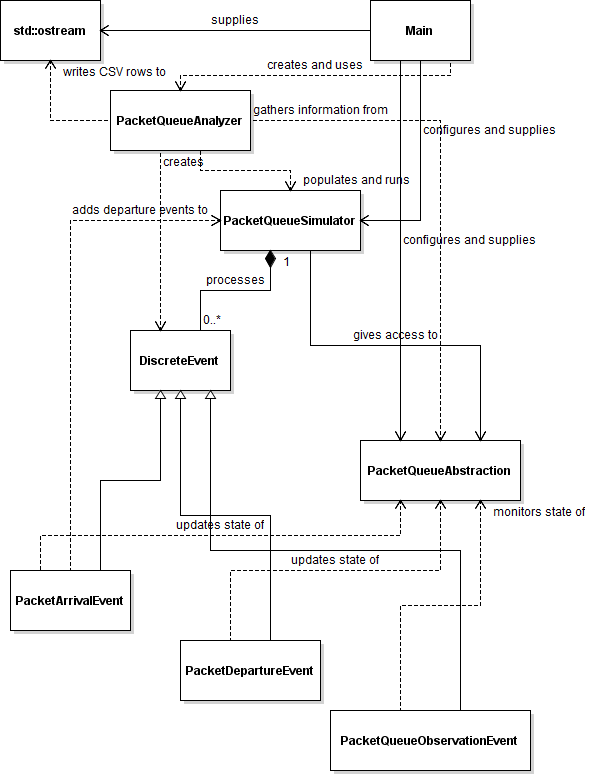 std::ostream
supplies
Main
writes CSV rows to
creates and uses
PacketQueueAnalyzer
gathers information from
configures and supplies
creates
populates and runs
adds departure events to
PacketQueueSimulator
configures and supplies
1
processes
0..*
gives access to
DiscreteEvent
PacketQueueAbstraction
updates state of
monitors state of
updates state of
PacketArrivalEvent
PacketDepartureEvent
PacketQueueObservationEvent